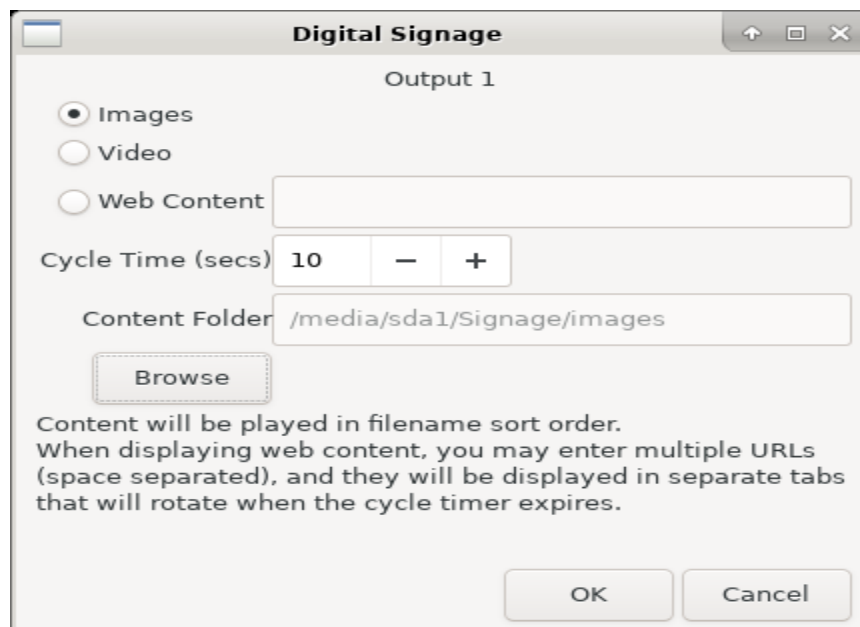 Digital Signage
Output 1
Images
Video
Web Content
Cycle Time (secs) 10 − +
Content Folder /media/sda1/Signage/images
Browse
Content will be played in filename sort order.
When displaying web content, you may enter multiple URLs
(space separated), and they will be displayed in separate tabs
that will rotate when the cycle timer expires.
OK Cancel